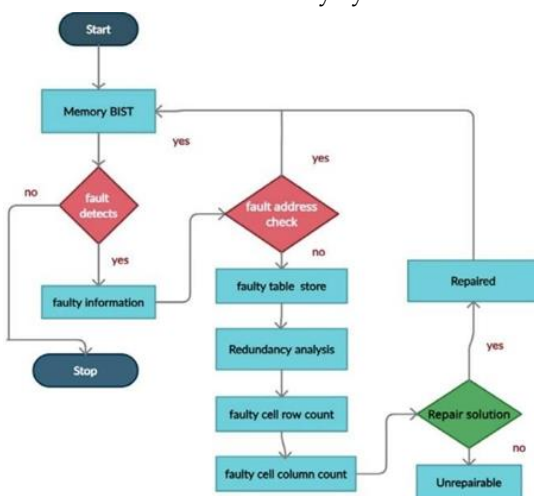 Start
Memory BIST
yes
yes
no
fault
detects
fault address
check
yes
no
faulty information
faulty table store
Repaired
Redundancy analysis
yes
Stop
faulty cell row count
Repair solution
no
faulty cell column count
Unrepairable